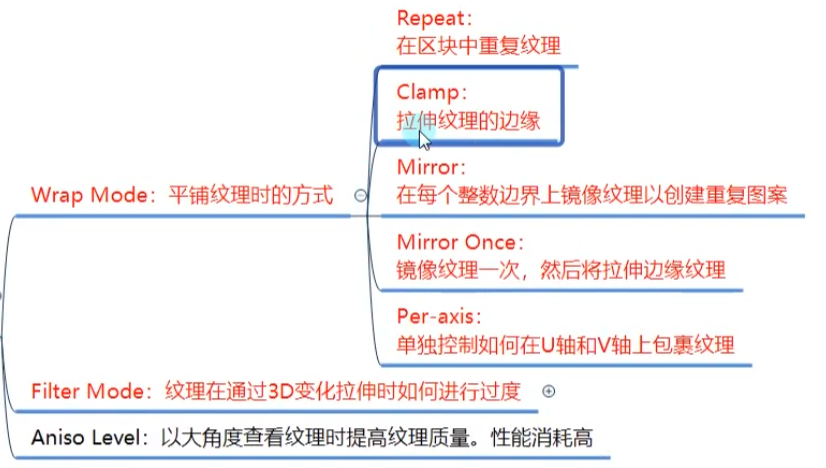 Repeat：
在区块中重复纹理
Clamp：
拉伸纹理的边缘
Mirror：
在每个整数边界上镜像纹理以创建重复图案
Wrap Mode：平铺纹理时的方式
Mirror Once：
镜像纹理一次，然后将拉伸边缘纹理
Per-axis：
单独控制如何在U轴和V轴上包裹纹理
Filter Mode：纹理在通过3D变化拉伸时如何进行过度
Aniso Level：以大角度查看纹理时提高纹理质量。性能消耗高